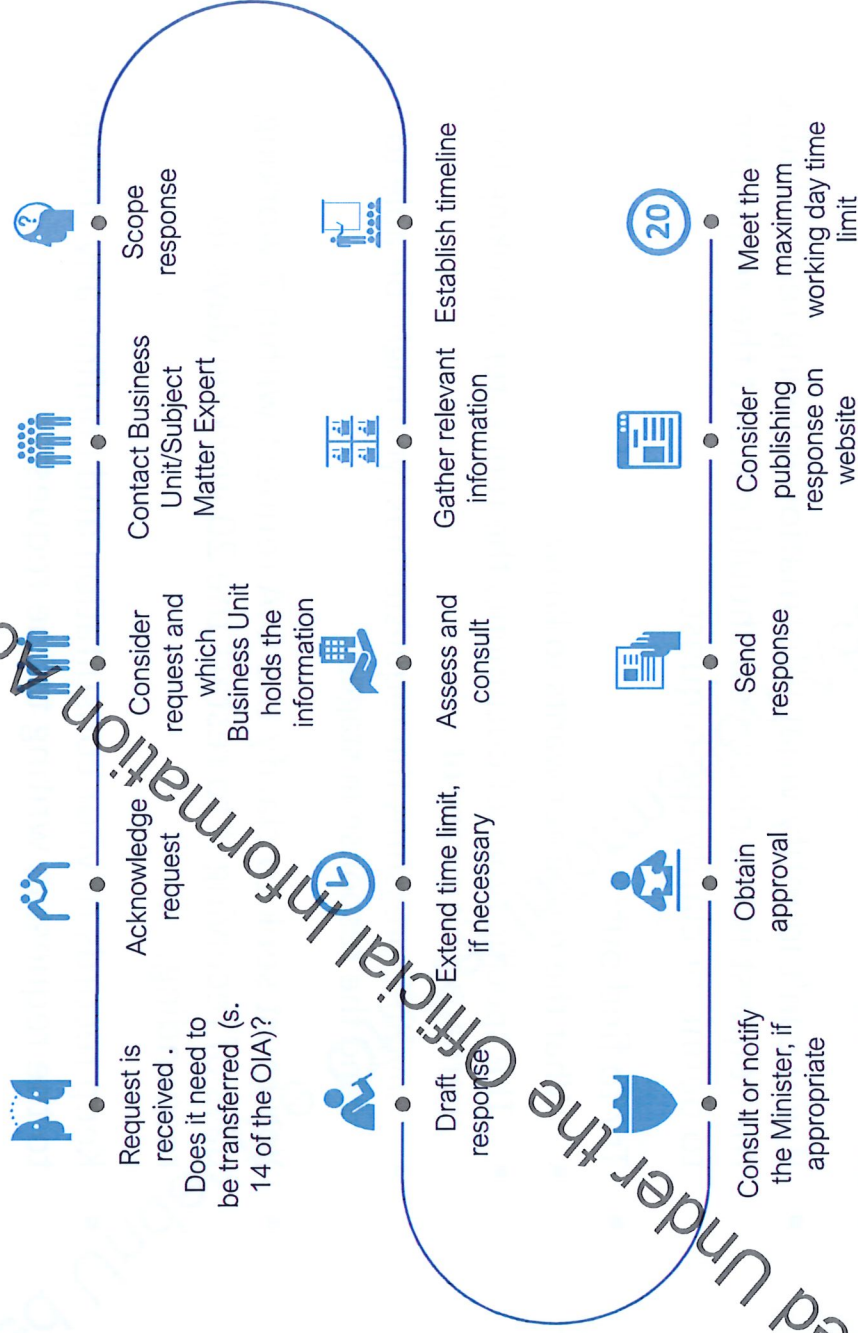 Request is
received .
Does it need to
be transferred (s.
14 of the OIA)?
Acknowledge
request
Consider
request and
which
Business Unit
holds the
information
Contact Business
Unit/Subject
Matter Expert
Scope
response
?
Establish timeline
Gather relevant
information
Assess and
consult
Extend time limit,
if necessary
Draft
response
Consult or notify
the Minister, if
appropriate
Obtain
approval
Send
response
Consider
publishing
response on
website
20
Meet the
maximum
working day time
limit
Under the Official Information